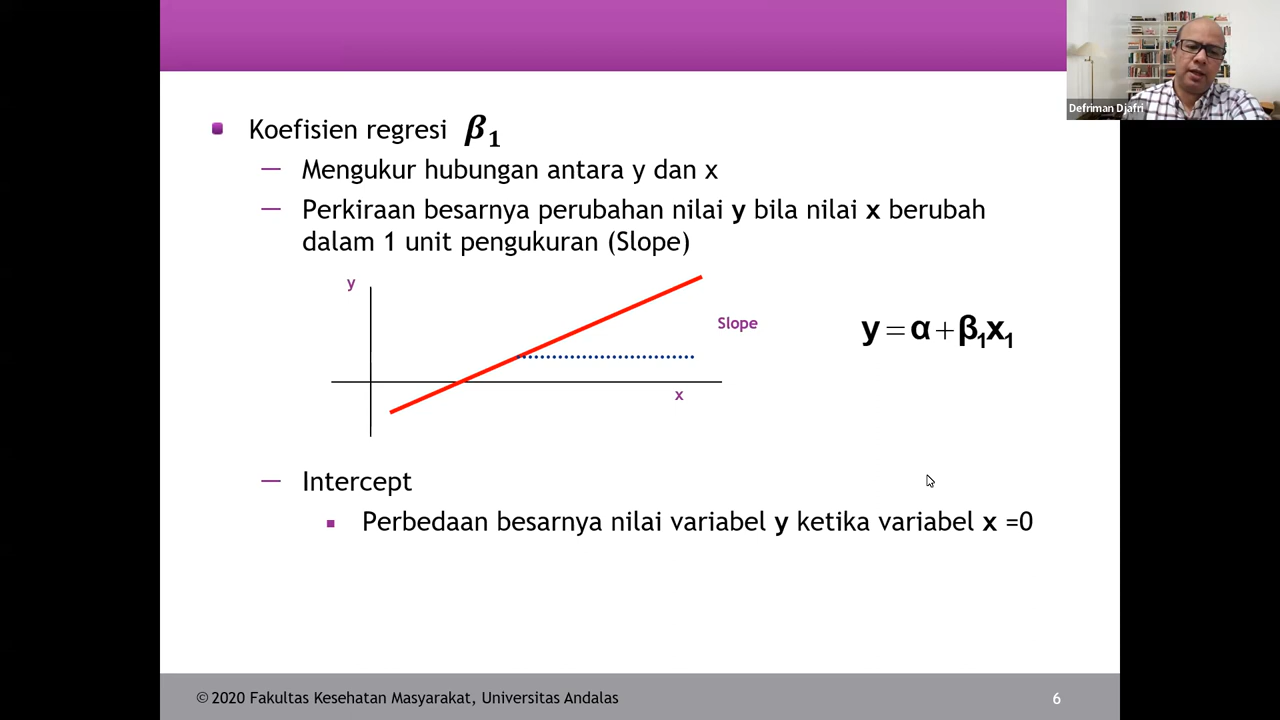 Defriman Djafri
Koefisien regresi β₁
— Mengukur hubungan antara y dan x
— Perkiraan besarnya perubahan nilai y bila nilai x berubah
dalam 1 unit pengukuran (Slope)
y
Slope
x
y = α + β₁x₁
— Intercept
Perbedaan besarnya nilai variabel y ketika variabel x =0
© 2020 Fakultas Kesehatan Masyarakat, Universitas Andalas
6